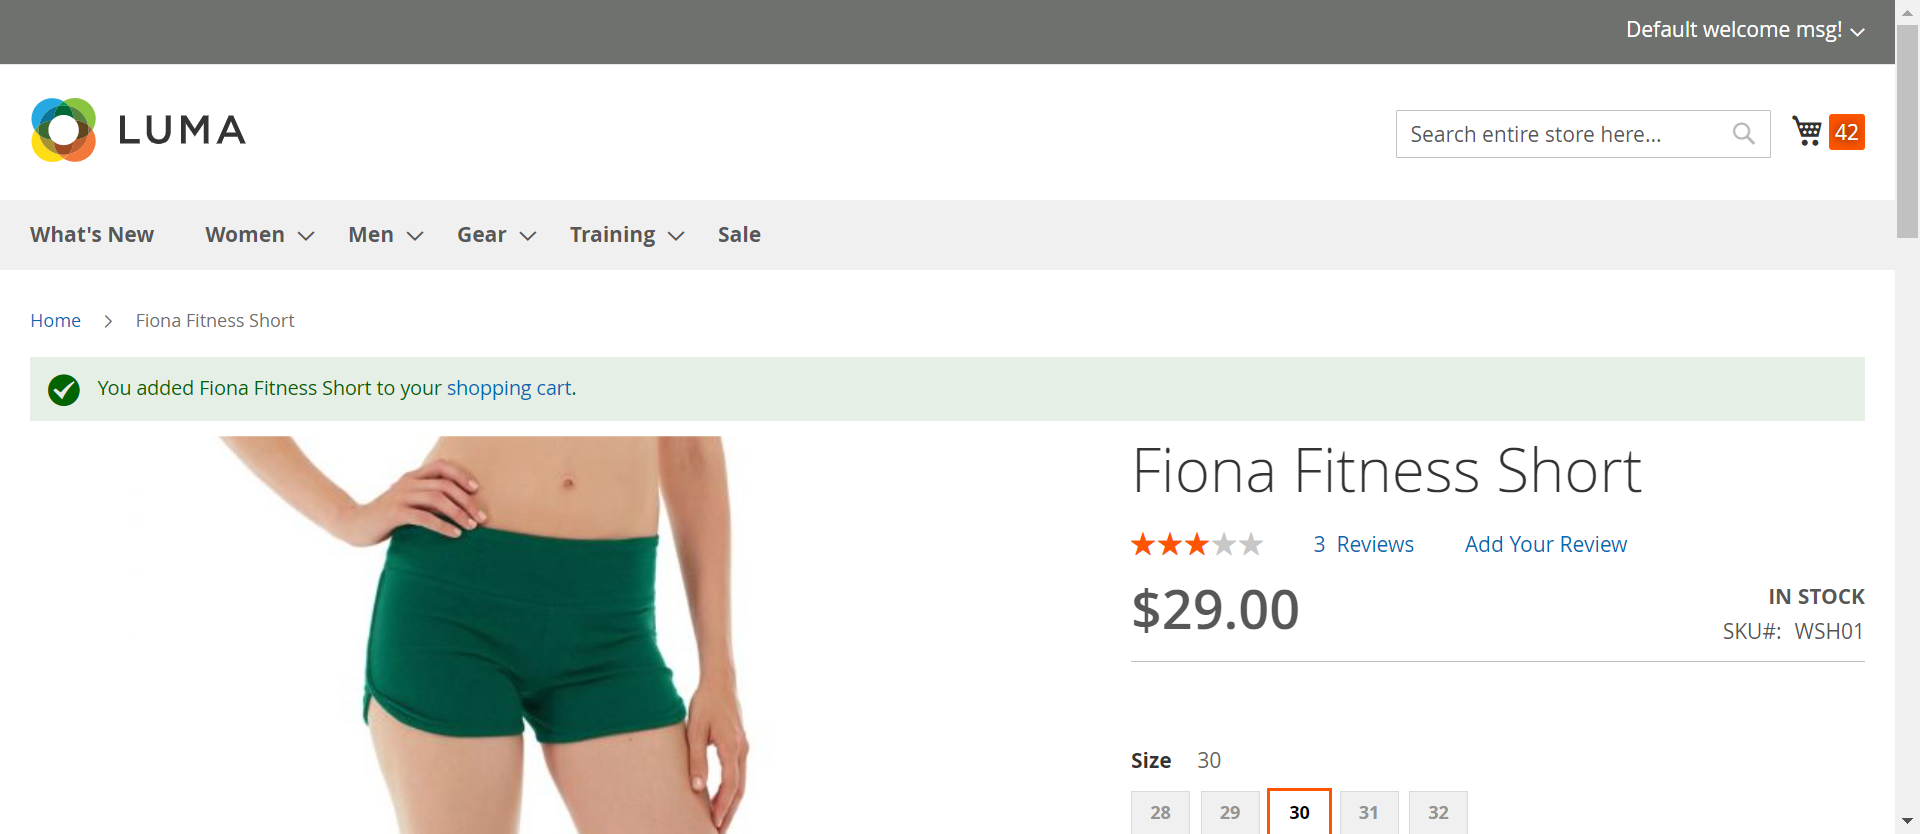 Default welcome msg!
LUMA
Search entire store here...
42
What's New Women Men Gear Training Sale
Home Fiona Fitness Short
You added Fiona Fitness Short to your shopping cart.
Fiona Fitness Short
3 Reviews Add Your Review
$29.00
IN STOCK
SKU#: WSH01
Size 30
28 29 30 31 32